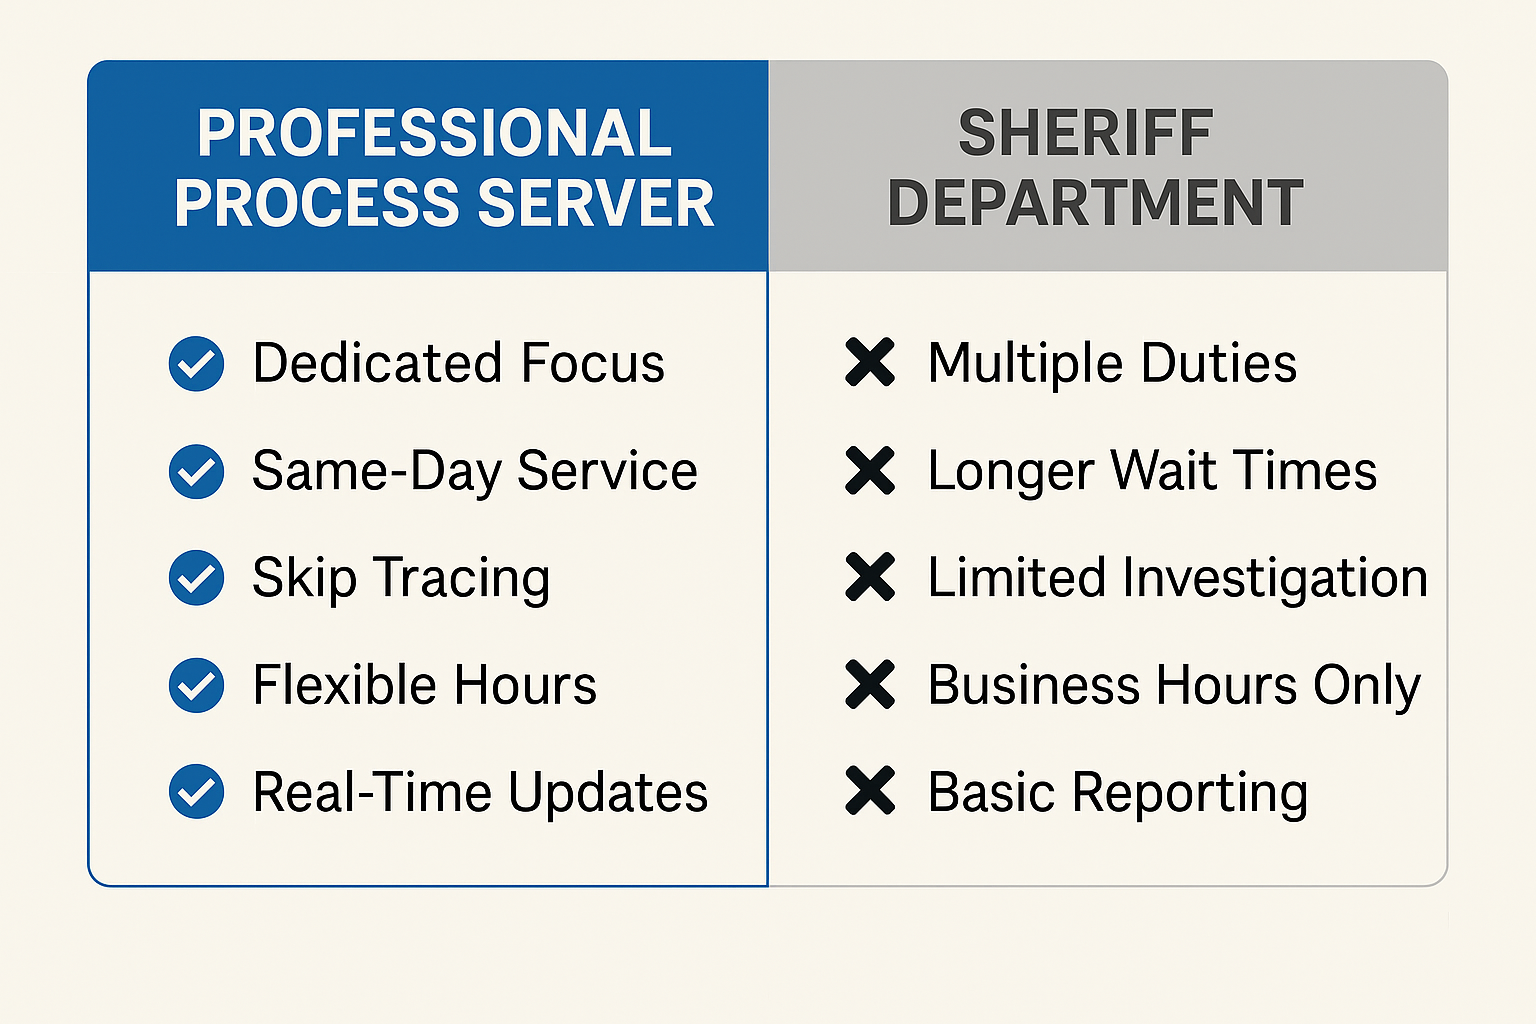 PROFESSIONAL
PROCESS SERVER
Dedicated Focus
Same-Day Service
Skip Tracing
Flexible Hours
Real-Time Updates
SHERIFF
DEPARTMENT
Multiple Duties
Longer Wait Times
Limited Investigation
Business Hours Only
Basic Reporting